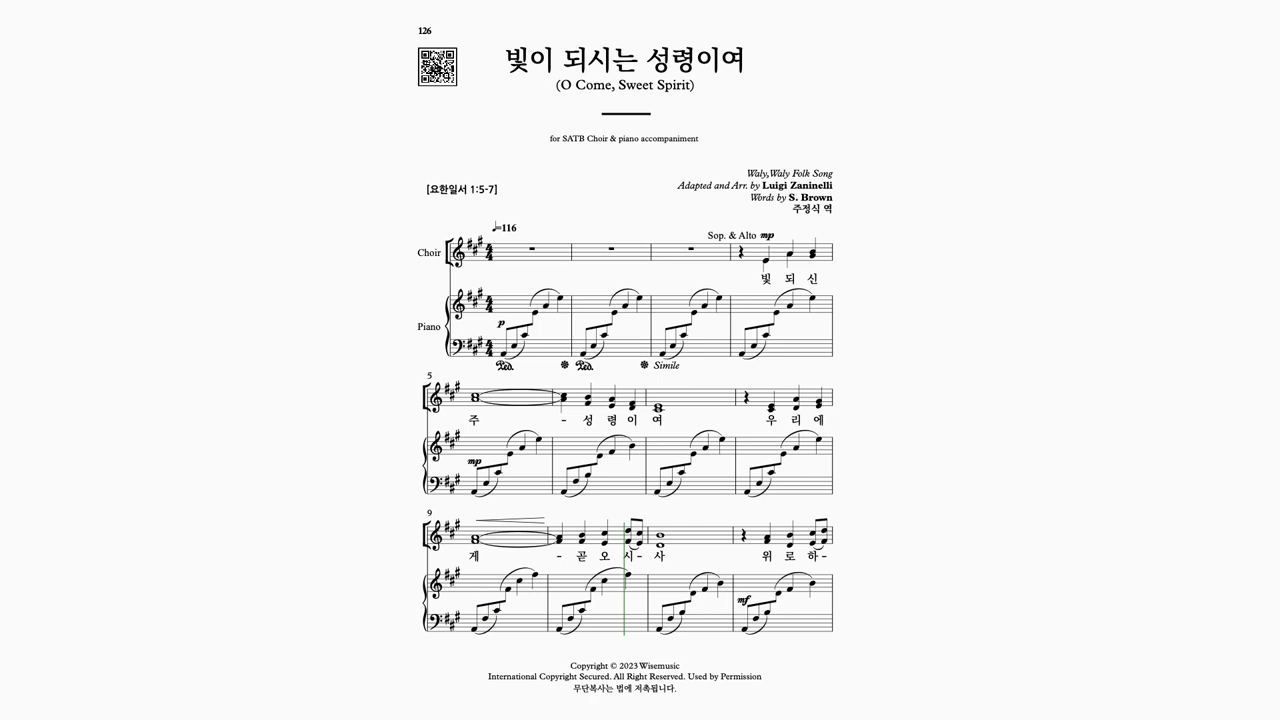 126
빛이 되시는 성령이여
(O Come, Sweet Spirit)
for SATB Choir & piano accompaniment
Waly,Waly Folk Song
Adapted and Arr. by Luigi Zaninelli
[요한일서 1:5-7]
Words by S. Brown
주정식 역
♩=116
Sop. & Alto mp
Choir
빛 되 신
Piano
p
Ped. Ped. Simile
5
주 - 성 령 이 여 우 리 에
mp
9
게 - 곧 오 시 - 사 위 로 하 -
mf
Copyright © 2023 Wisemusic
International Copyright Secured. All Right Reserved. Used by Permission
무단복사는 법에 저촉됩니다.